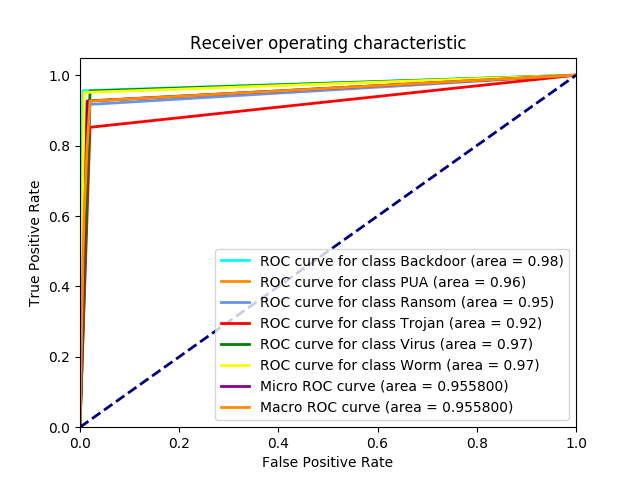 Receiver operating characteristic
1.0
0.8
0.6
0.4
0.2
0.0
True Positive Rate
ROC curve for class Backdoor (area = 0.98)
ROC curve for class PUA (area = 0.96)
ROC curve for class Ransom (area = 0.95)
ROC curve for class Trojan (area = 0.92)
ROC curve for class Virus (area = 0.97)
ROC curve for class Worm (area = 0.97)
Micro ROC curve (area = 0.955800)
Macro ROC curve (area = 0.955800)
0.0 0.2 0.4 0.6 0.8 1.0
False Positive Rate